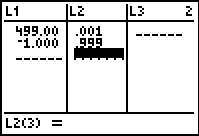 L1 L2 L3 2
499.00 .001 ------
-1.000 .999
------
L2(3) =